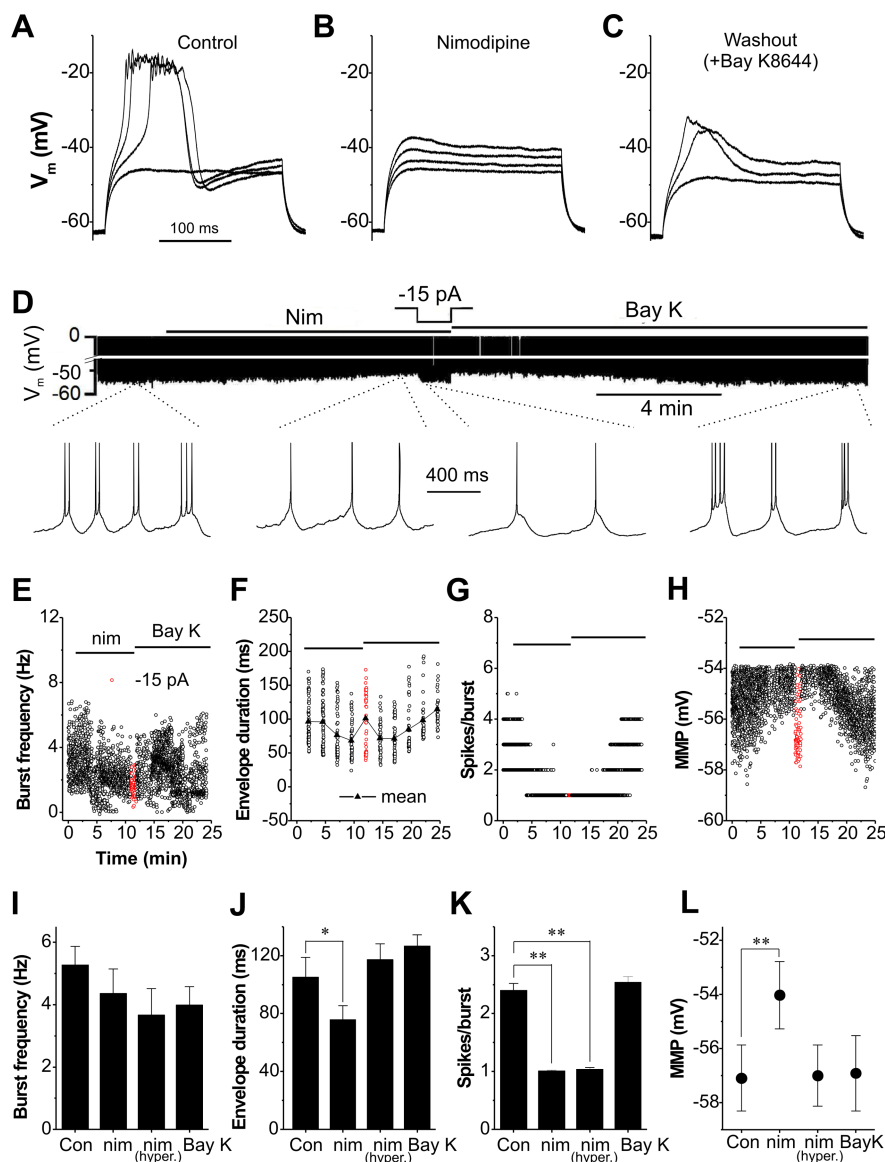 A
Control
B
Nimodipine
C
Washout
(+Bay K8644)
Vm (mV)
-20
-40
-60
-20
-40
-60
-20
-40
-60
100 ms
D
-15 pA
Nim
Bay K
Vm (mV)
0
-50
-60
4 min
400 ms
E
Burst frequency (Hz)
12
8
4
0
nim
Bay K
-15 pA
0 5 10 15 20 25
Time (min)
F
Envelope duration (ms)
250
200
150
100
50
0
-50
mean
0 5 10 15 20 25
G
Spikes/burst
8
6
4
2
0
0 5 10 15 20 25
H
MMP (mV)
-52
-54
-56
-58
-60
0 5 10 15 20 25
I
Burst frequency (Hz)
6
4
2
0
Con nim nim Bay K
(hyper.)
J
Envelope duration (ms)
120
80
40
0
*
Con nim nim Bay K
(hyper.)
K
Spikes/burst
3
2
1
0
**
**
Con nim nim Bay K
(hyper.)
L
MMP (mV)
-52
-54
-56
-58
**
Con nim nim BayK
(hyper.)